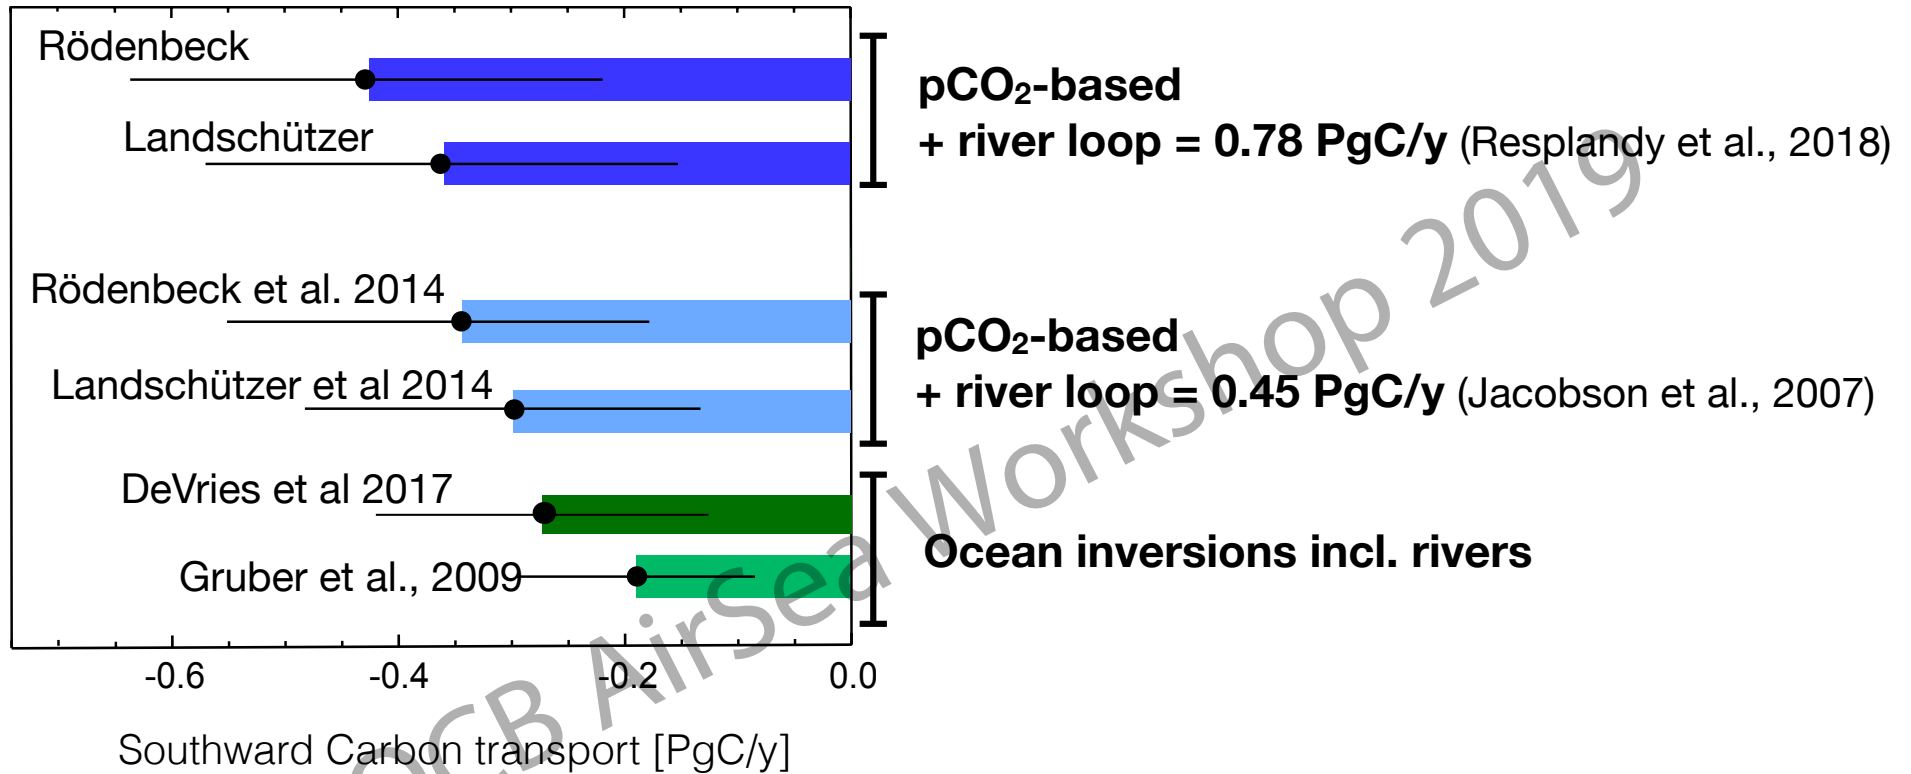 Rödenbeck
Landschützer
pCO₂-based
+ river loop = 0.78 PgC/y (Resplandy et al., 2018)
Rödenbeck et al. 2014
Landschützer et al 2014
pCO₂-based
+ river loop = 0.45 PgC/y (Jacobson et al., 2007)
DeVries et al 2017
Gruber et al., 2009
Ocean inversions incl. rivers
-0.6 -0.4 -0.2 0.0
Southward Carbon transport [PgC/y]
OCB AirSea Workshop 2019